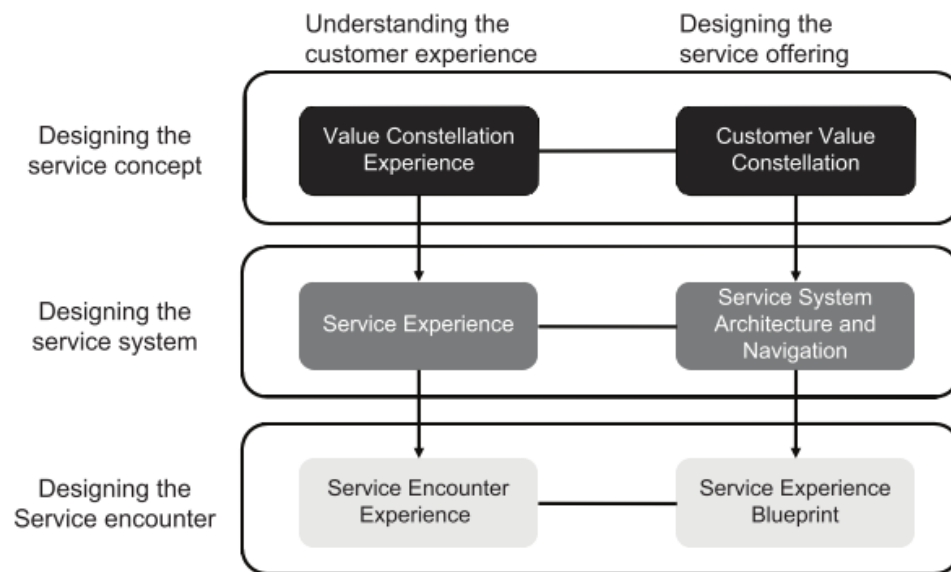 Understanding the
customer experience
Designing the
service offering
Designing the
service concept
Value Constellation
Experience
Customer Value
Constellation
Designing the
service system
Service Experience
Service System
Architecture and
Navigation
Designing the
Service encounter
Service Encounter
Experience
Service Experience
Blueprint